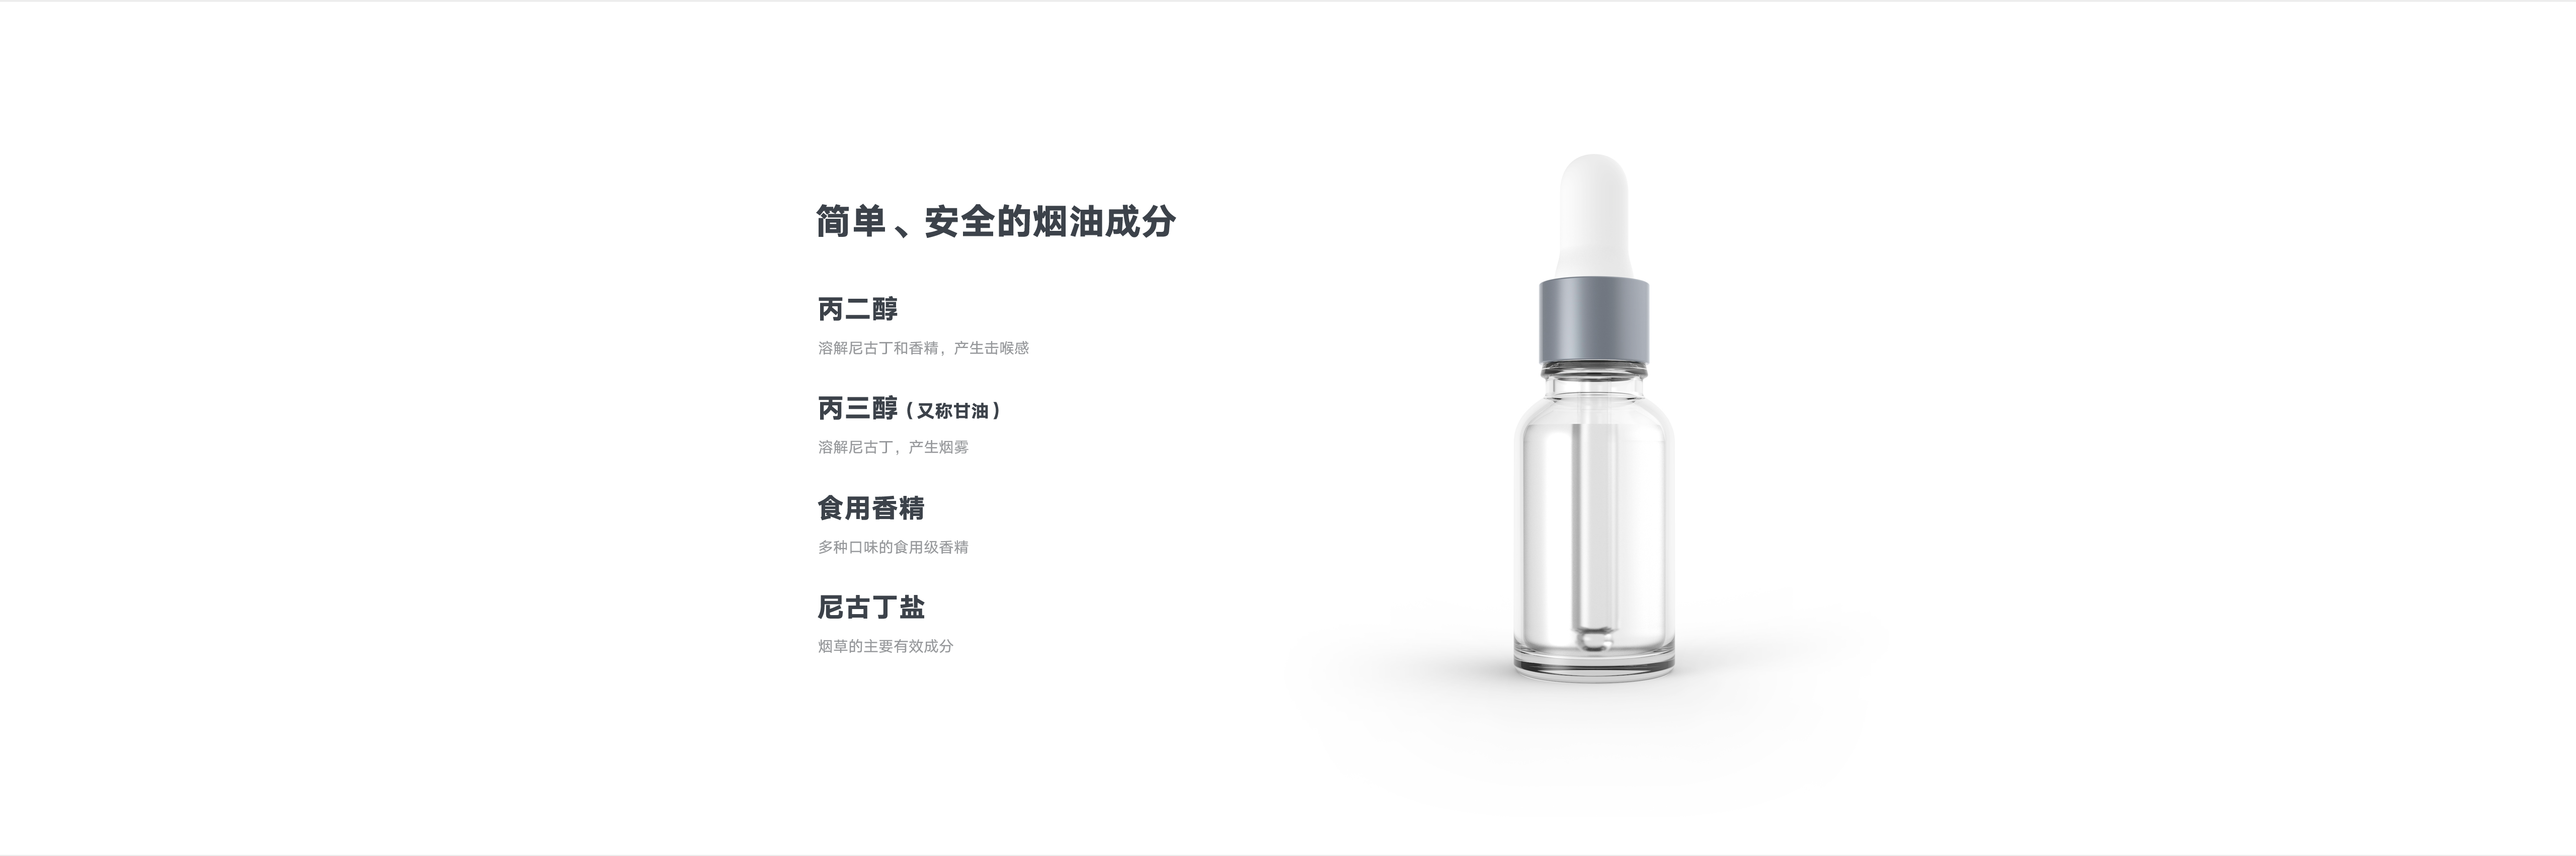 简单、安全的烟油成分
丙二醇
溶解尼古丁和香精，产生击喉感
丙三醇（又称甘油）
溶解尼古丁，产生烟雾
食用香精
多种口味的食用级香精
尼古丁盐
烟草的主要有效成分